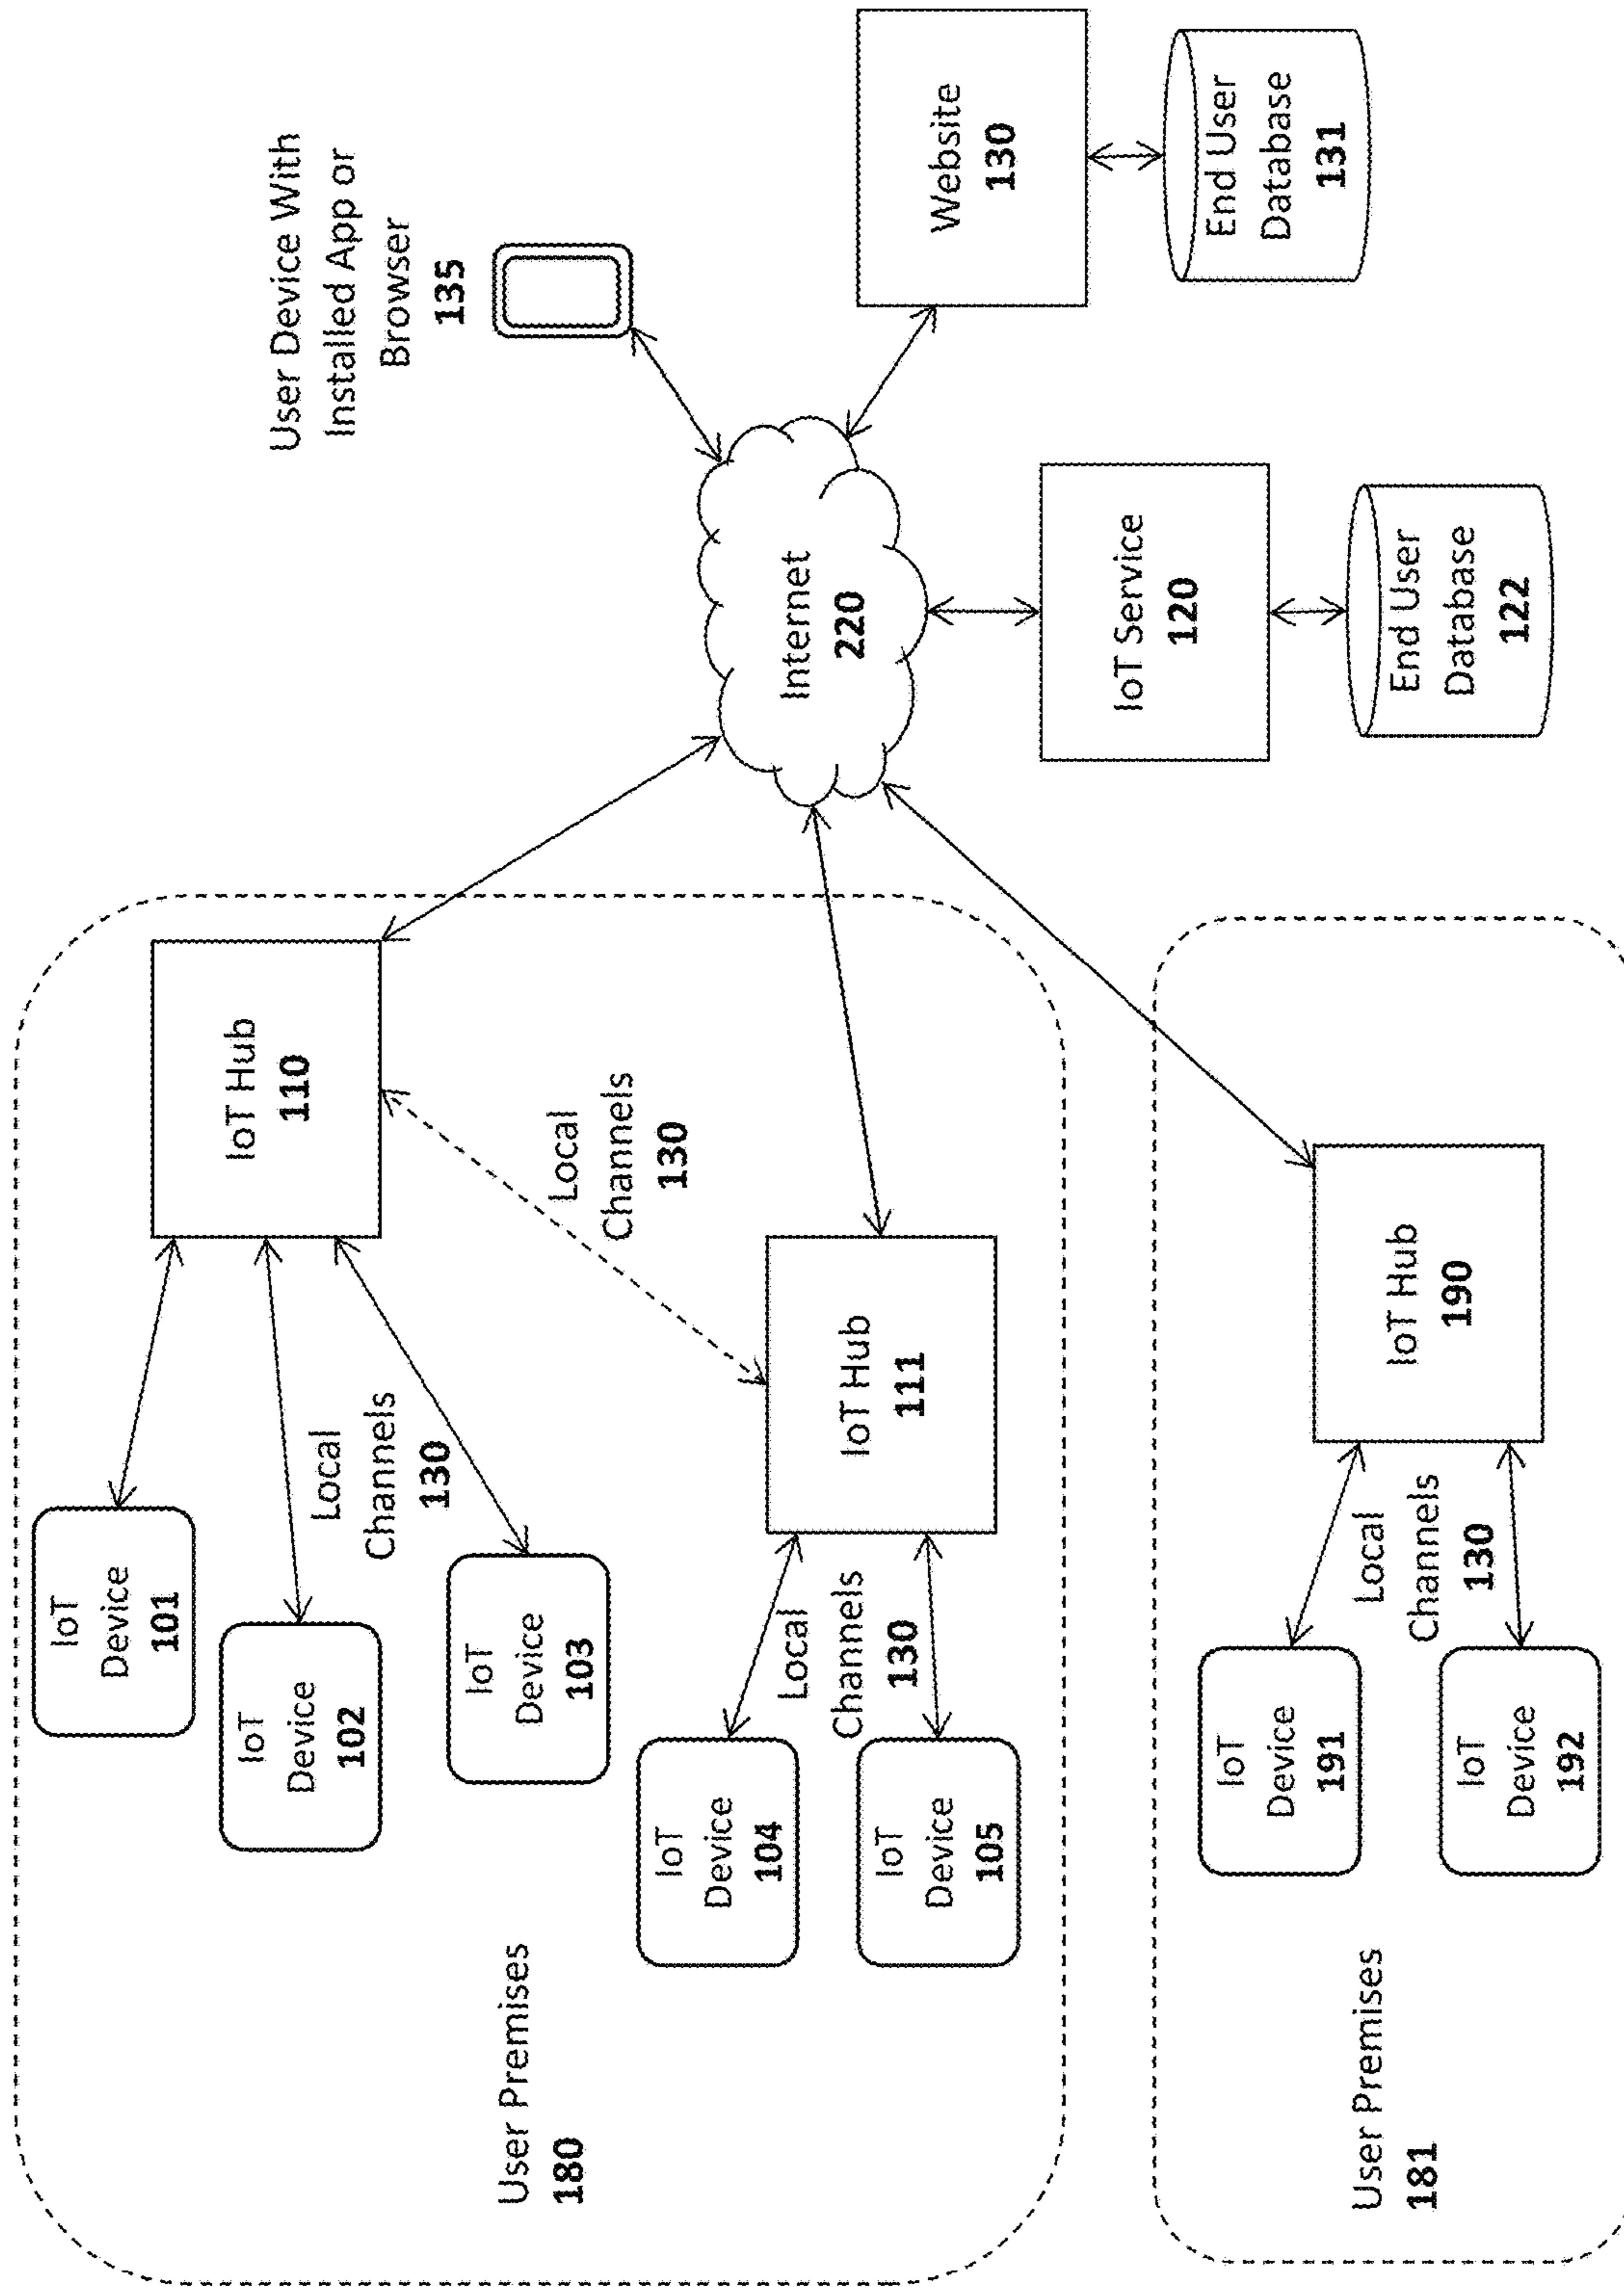 IoT
Device
101
IoT
Device
102
IoT
Device
103
Local
Channels
130
IoT Hub
110
User Device With
Installed App or
Browser
135
User Premises
180
IoT
Device
104
IoT
Device
105
Local
Channels
130
IoT Hub
111
Local
Channels
130
Internet
220
Website
130
End User
Database
131
IoT Service
120
End User
Database
122
User Premises
181
IoT
Device
191
IoT
Device
192
Local
Channels
130
IoT Hub
190